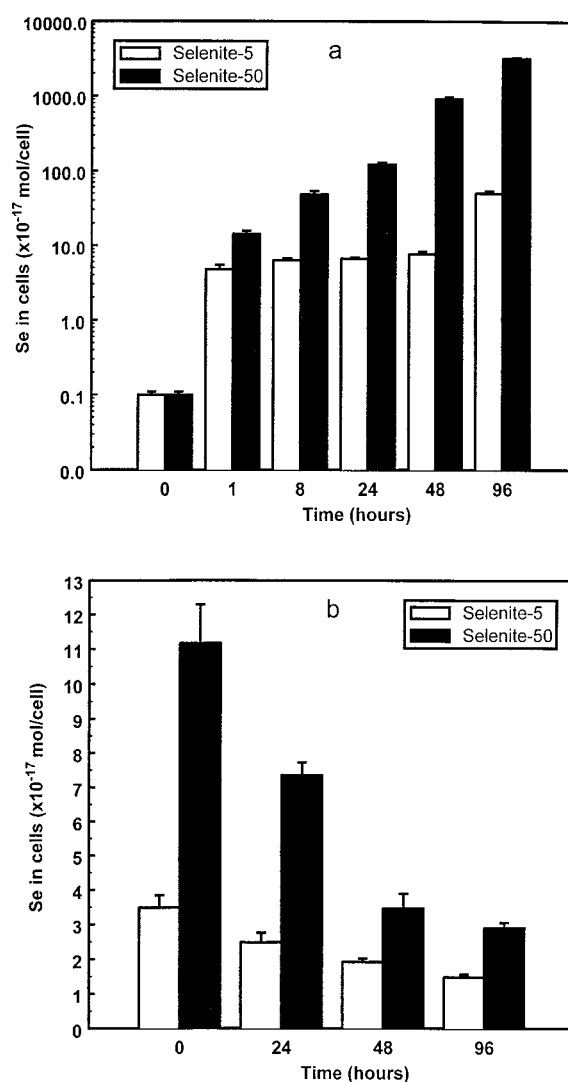 a
Selenite-5
Selenite-50
Se in cells (x10⁻¹⁷ mol/cell)
10000.0
1000.0
100.0
10.0
1.0
0.1
0.0
0 1 8 24 48 96
Time (hours)
b
Selenite-5
Selenite-50
Se in cells (x10⁻¹⁷ mol/cell)
13
12
11
10
9
8
7
6
5
4
3
2
1
0
0 24 48 96
Time (hours)